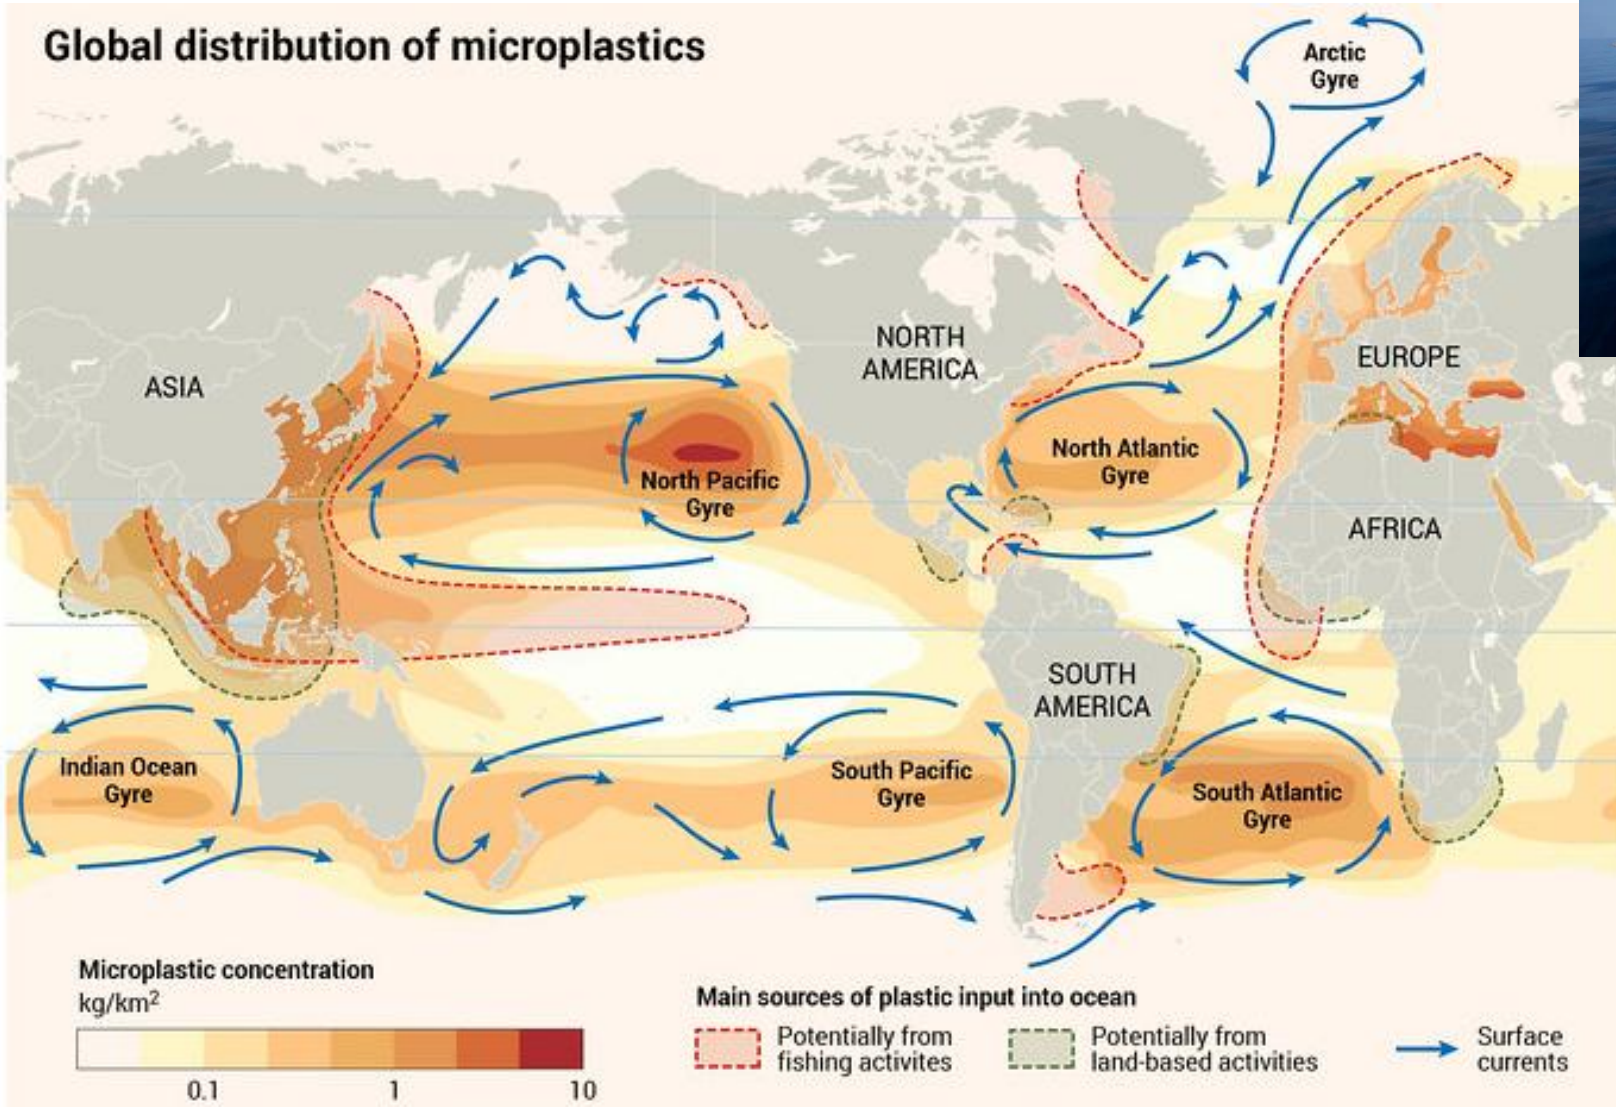 Global distribution of microplastics
Arctic
Gyre
NORTH
AMERICA
EUROPE
ASIA
North Atlantic
Gyre
North Pacific
Gyre
AFRICA
SOUTH
AMERICA
Indian Ocean
Gyre
South Pacific
Gyre
South Atlantic
Gyre
Microplastic concentration
kg/km²
0.1 1 10
Main sources of plastic input into ocean
Potentially from
fishing activites
Potentially from
land-based activities
Surface
currents